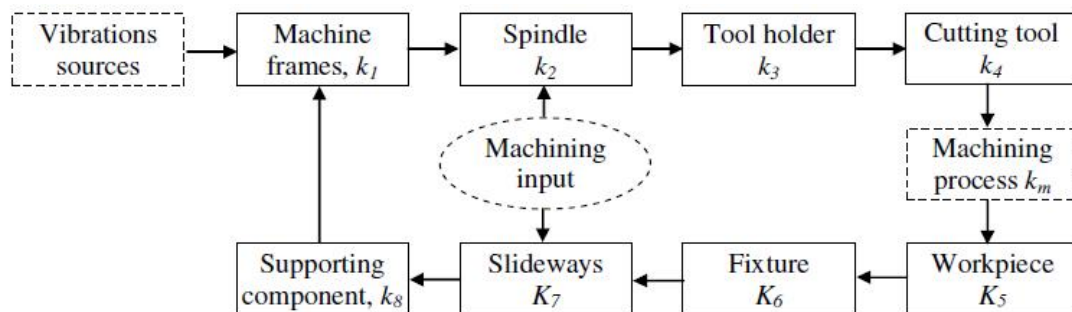 Vibrations
sources
Machine
frames, k1
Spindle
k2
Tool holder
k3
Cutting tool
k4
Machining
input
Machining
process km
Supporting
component, k8
Slideways
K7
Fixture
K6
Workpiece
K5